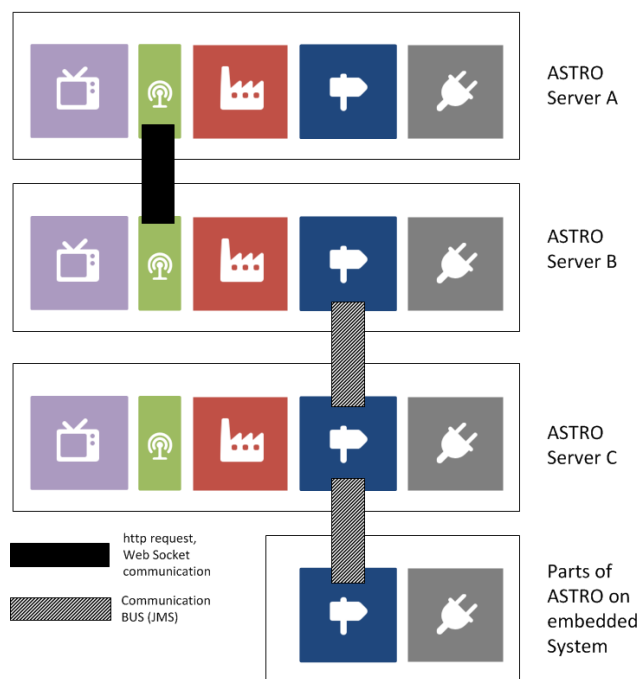 ASTRO
Server A
ASTRO
Server B
ASTRO
Server C
http request,
Web Socket
communication
Communication
BUS (JMS)
Parts of
ASTRO on
embedded
System